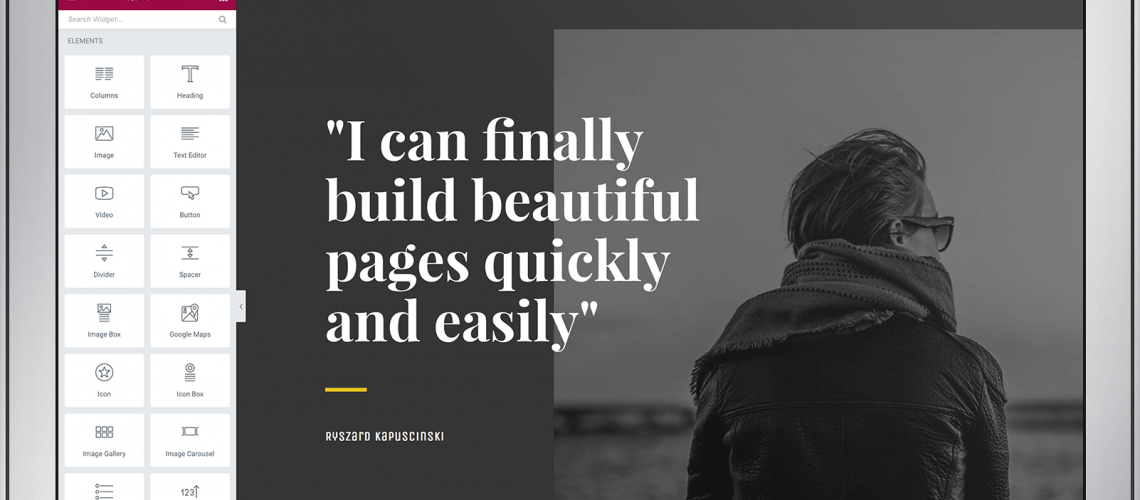 Search Widget...
ELEMENTS
Columns
Heading
Image
Text Editor
Video
Button
Divider
Spacer
Image Box
Google Maps
Icon
Icon Box
Image Gallery
Image Carousel
123
"I can finally
build beautiful
pages quickly
and easily"
Ryszard Kapuscinski